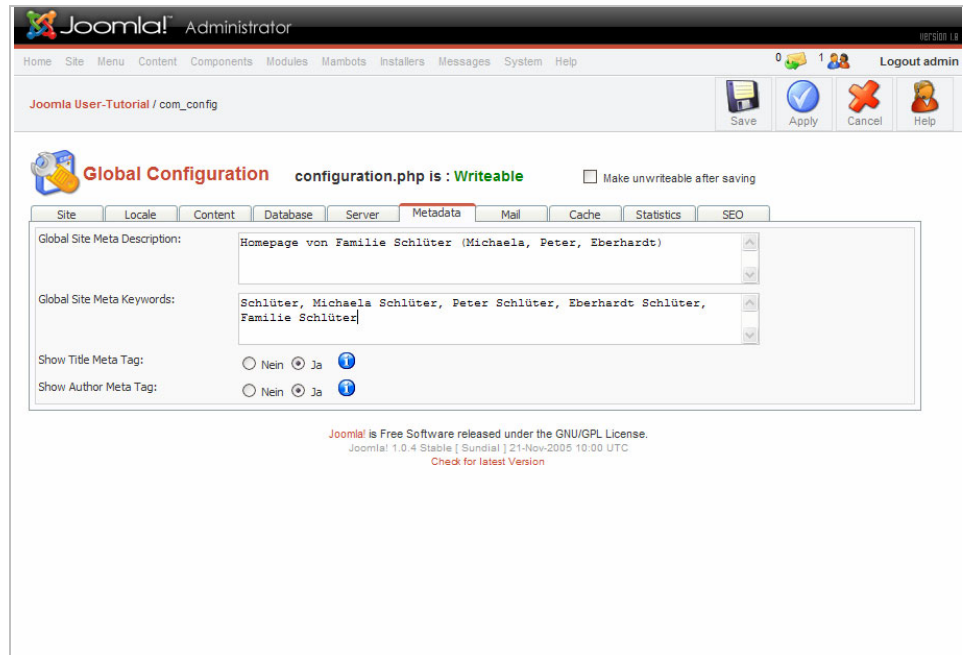 Joomla! Administrator
version 1.0
Home Site Menu Content Components Modules Mambots Installers Messages System Help 0 1 Logout admin
Joomla User-Tutorial / com_config
Save Apply Cancel Help
Global Configuration configuration.php is : Writeable Make unwriteable after saving
Site Locale Content Database Server Metadata Mail Cache Statistics SEO
Global Site Meta Description: Homepage von Familie Schlüter (Michaela, Peter, Eberhardt)
Global Site Meta Keywords: Schlüter, Michaela Schlüter, Peter Schlüter, Eberhardt Schlüter,
Familie Schlüter
Show Title Meta Tag: Nein Ja
Show Author Meta Tag: Nein Ja
Joomla! is Free Software released under the GNU/GPL License.
Joomla! 1.0.4 Stable [ Sundial ] 21-Nov-2005 10:00 UTC
Check for latest Version